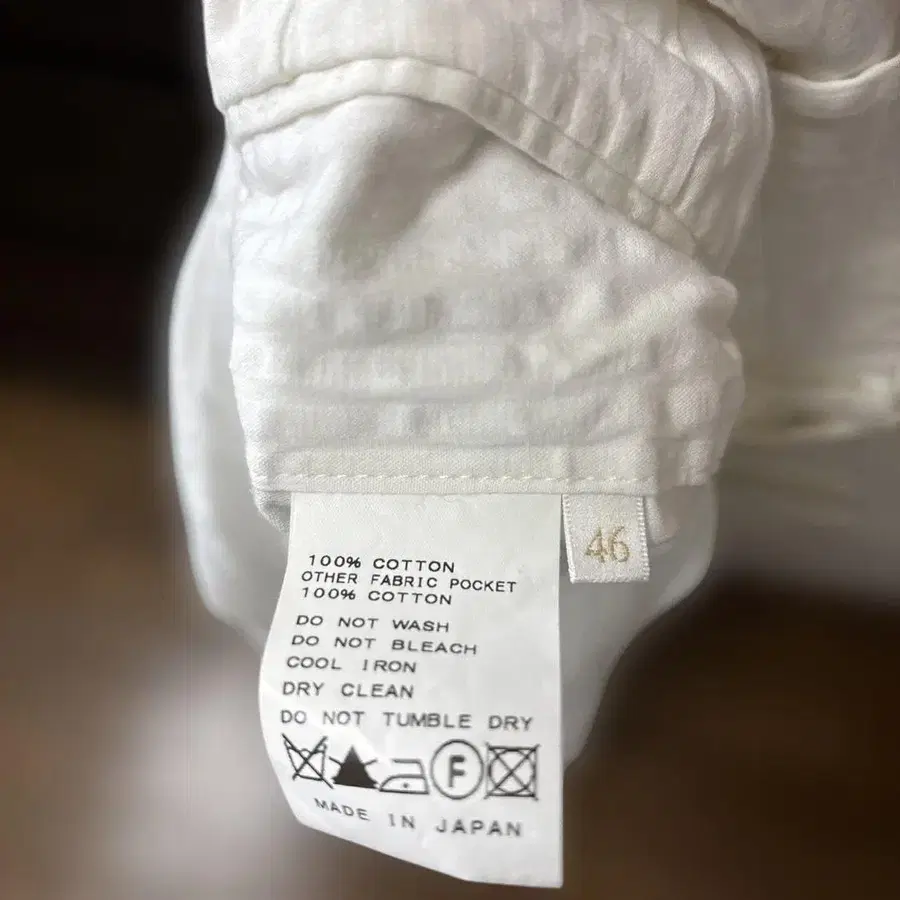 46
100% COTTON
OTHER FABRIC POCKET
100% COTTON
DO NOT WASH
DO NOT BLEACH
COOL IRON
DRY CLEAN
DO NOT TUMBLE DRY
F
MADE IN JAPAN